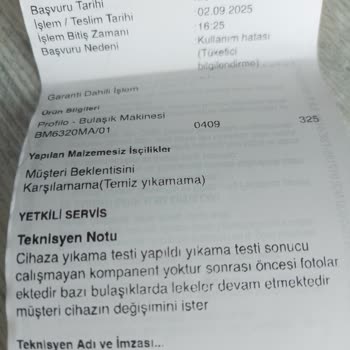 Başvuru Tarihi
İşlem / Teslim Tarihi 02.09.2025
İşlem Bitiş Zamanı 16:25
Başvuru Nedeni Kullanım hatası
(Tüketici
bilgilendirme)
Garanti Dahili İşlem
Ürün Bilgileri
Profilo - Bulaşık Makinesi
BM6320MA/01 0409 325
Yapılan Malzemesiz İşçilikler
Müşteri Beklentisini
Karşılamama(Temiz yıkamama)
YETKİLİ SERVİS
Teknisyen Notu
Cihaza yıkama testi yapıldı yıkama testi sonucu
calışmayan kompanent yoktur sonrası öncesi fotolar
ektedir bazı bulaşıklarda lekeler devam etmektedir
müşteri cihazın değişimini ister
Teknisyen Adı ve İmzası...